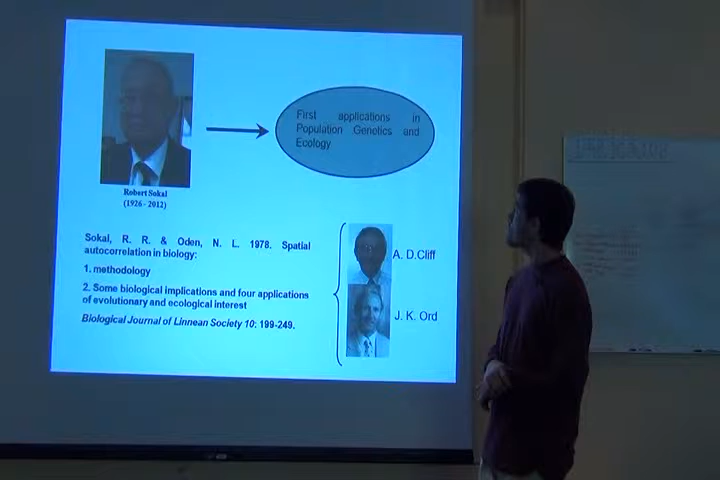 First applications in
Population Genetics and
Ecology
Robert Sokal
(1926 - 2012)
Sokal, R. R. & Oden, N. L. 1978. Spatial
autocorrelation in biology:
1. methodology
2. Some biological implications and four applications
of evolutionary and ecological interest
Biological Journal of Linnean Society 10: 199-249.
A. D.Cliff
J. K. Ord